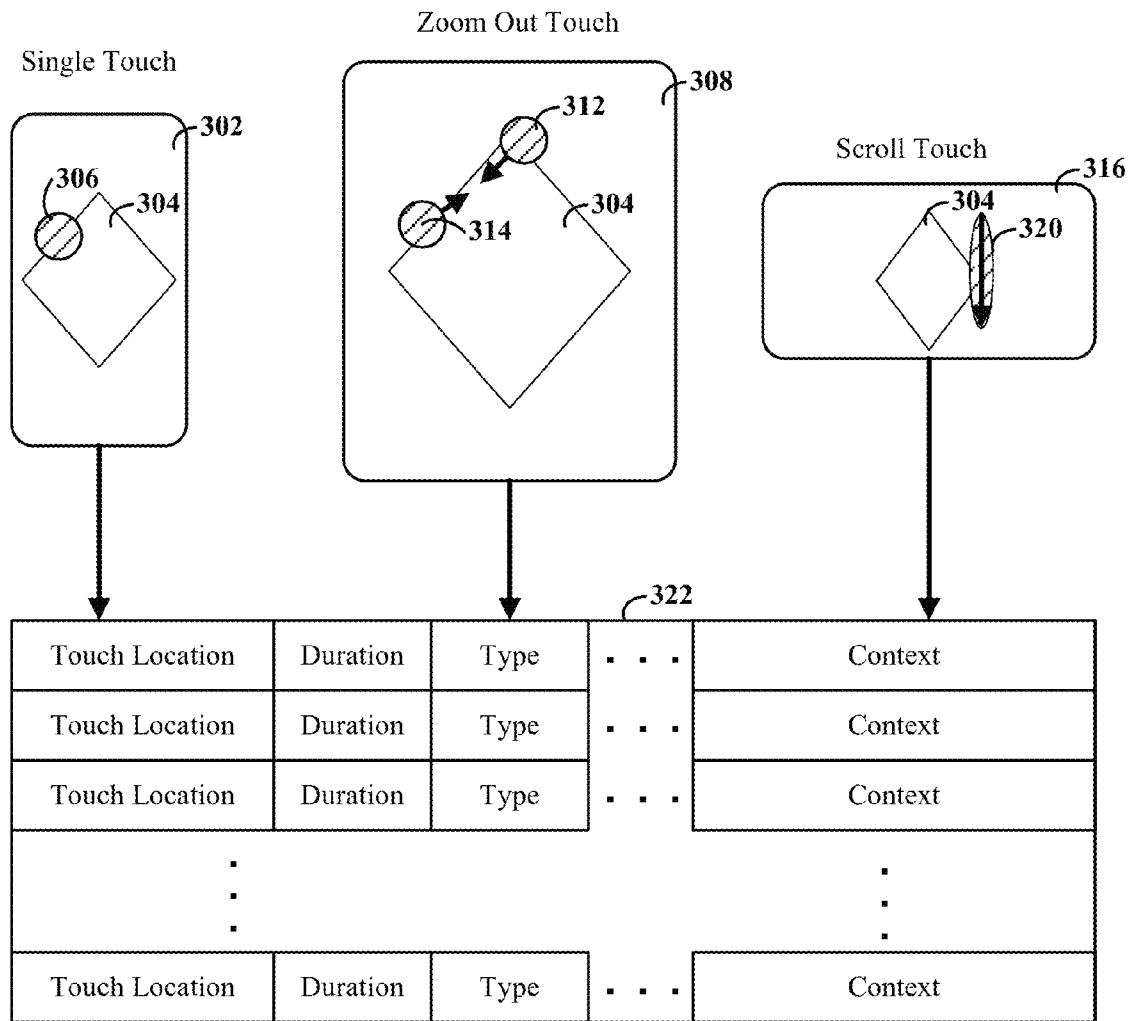 Zoom Out Touch
Single Touch
308
312
302
Scroll Touch
316
306
304
304
304
320
314
322
Touch Location Duration Type . . . Context
Touch Location Duration Type . . . Context
Touch Location Duration Type . . . Context
Touch Location Duration Type . . . Context